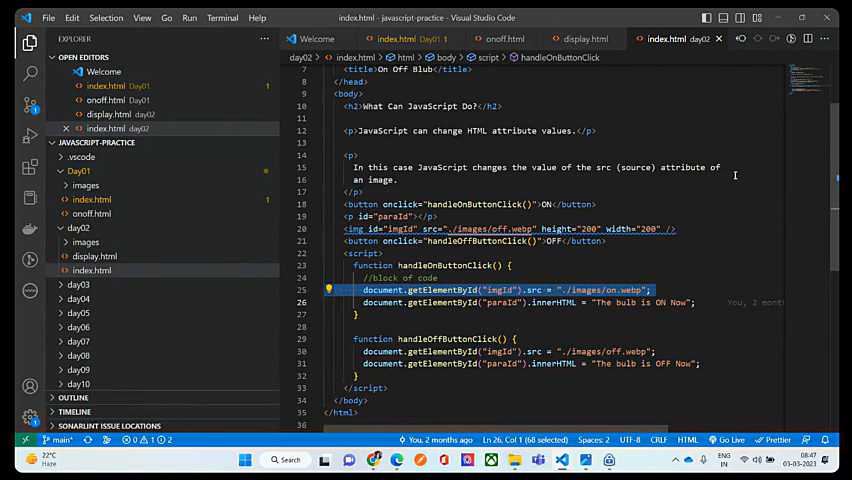 File Edit Selection View Go Run Terminal Help
index.html - javascript-practice - Visual Studio Code
EXPLORER
Welcome
index.html Day01 1
onoff.html
display.html
index.html day02
day02 > index.html > html > body > script > handleOnButtonClick
OPEN EDITORS
Welcome
index.html Day01 1
onoff.html Day01
display.html day02
index.html day02
JAVASCRIPT-PRACTICE
.vscode
Day01
images
index.html 1
onoff.html
day02
images
display.html
index.html
day03
day04
day05
day06
day07
day08
day09
day10
OUTLINE
TIMELINE
SONARLINT ISSUE LOCATIONS
7 <title>On Off Blub</title>
8 </head>
9 <body>
10 <h2>What Can JavaScript Do?</h2>
11
12 <p>JavaScript can change HTML attribute values.</p>
13
14 <p>
15 In this case JavaScript changes the value of the src (source) attribute of
16 an image.
17 </p>
18 <button onclick="handleOnButtonClick()">ON</button>
19 <p id="paraId"></p>
20 <img id="imgId" src="./images/off.webp" height="200" width="200" />
21 <button onclick="handleOffButtonClick()">OFF</button>
22 <script>
23 function handleOnButtonClick() {
24 //block of code
25 document.getElementById("imgId").src = "./images/on.webp";
26 document.getElementById("paraId").innerHTML = "The bulb is ON Now"; You, 2 month
27 }
28
29 function handleOffButtonClick() {
30 document.getElementById("imgId").src = "./images/off.webp";
31 document.getElementById("paraId").innerHTML = "The bulb is OFF Now";
32 }
33 </script>
34 </body>
35 </html>
36
main* 0 1 2 You, 2 months ago Ln 26, Col 1 (68 selected) Spaces: 2 UTF-8 CRLF HTML Go Live Prettier
22°C
Haze
Search
ENG
IN
08:47
03-03-2023